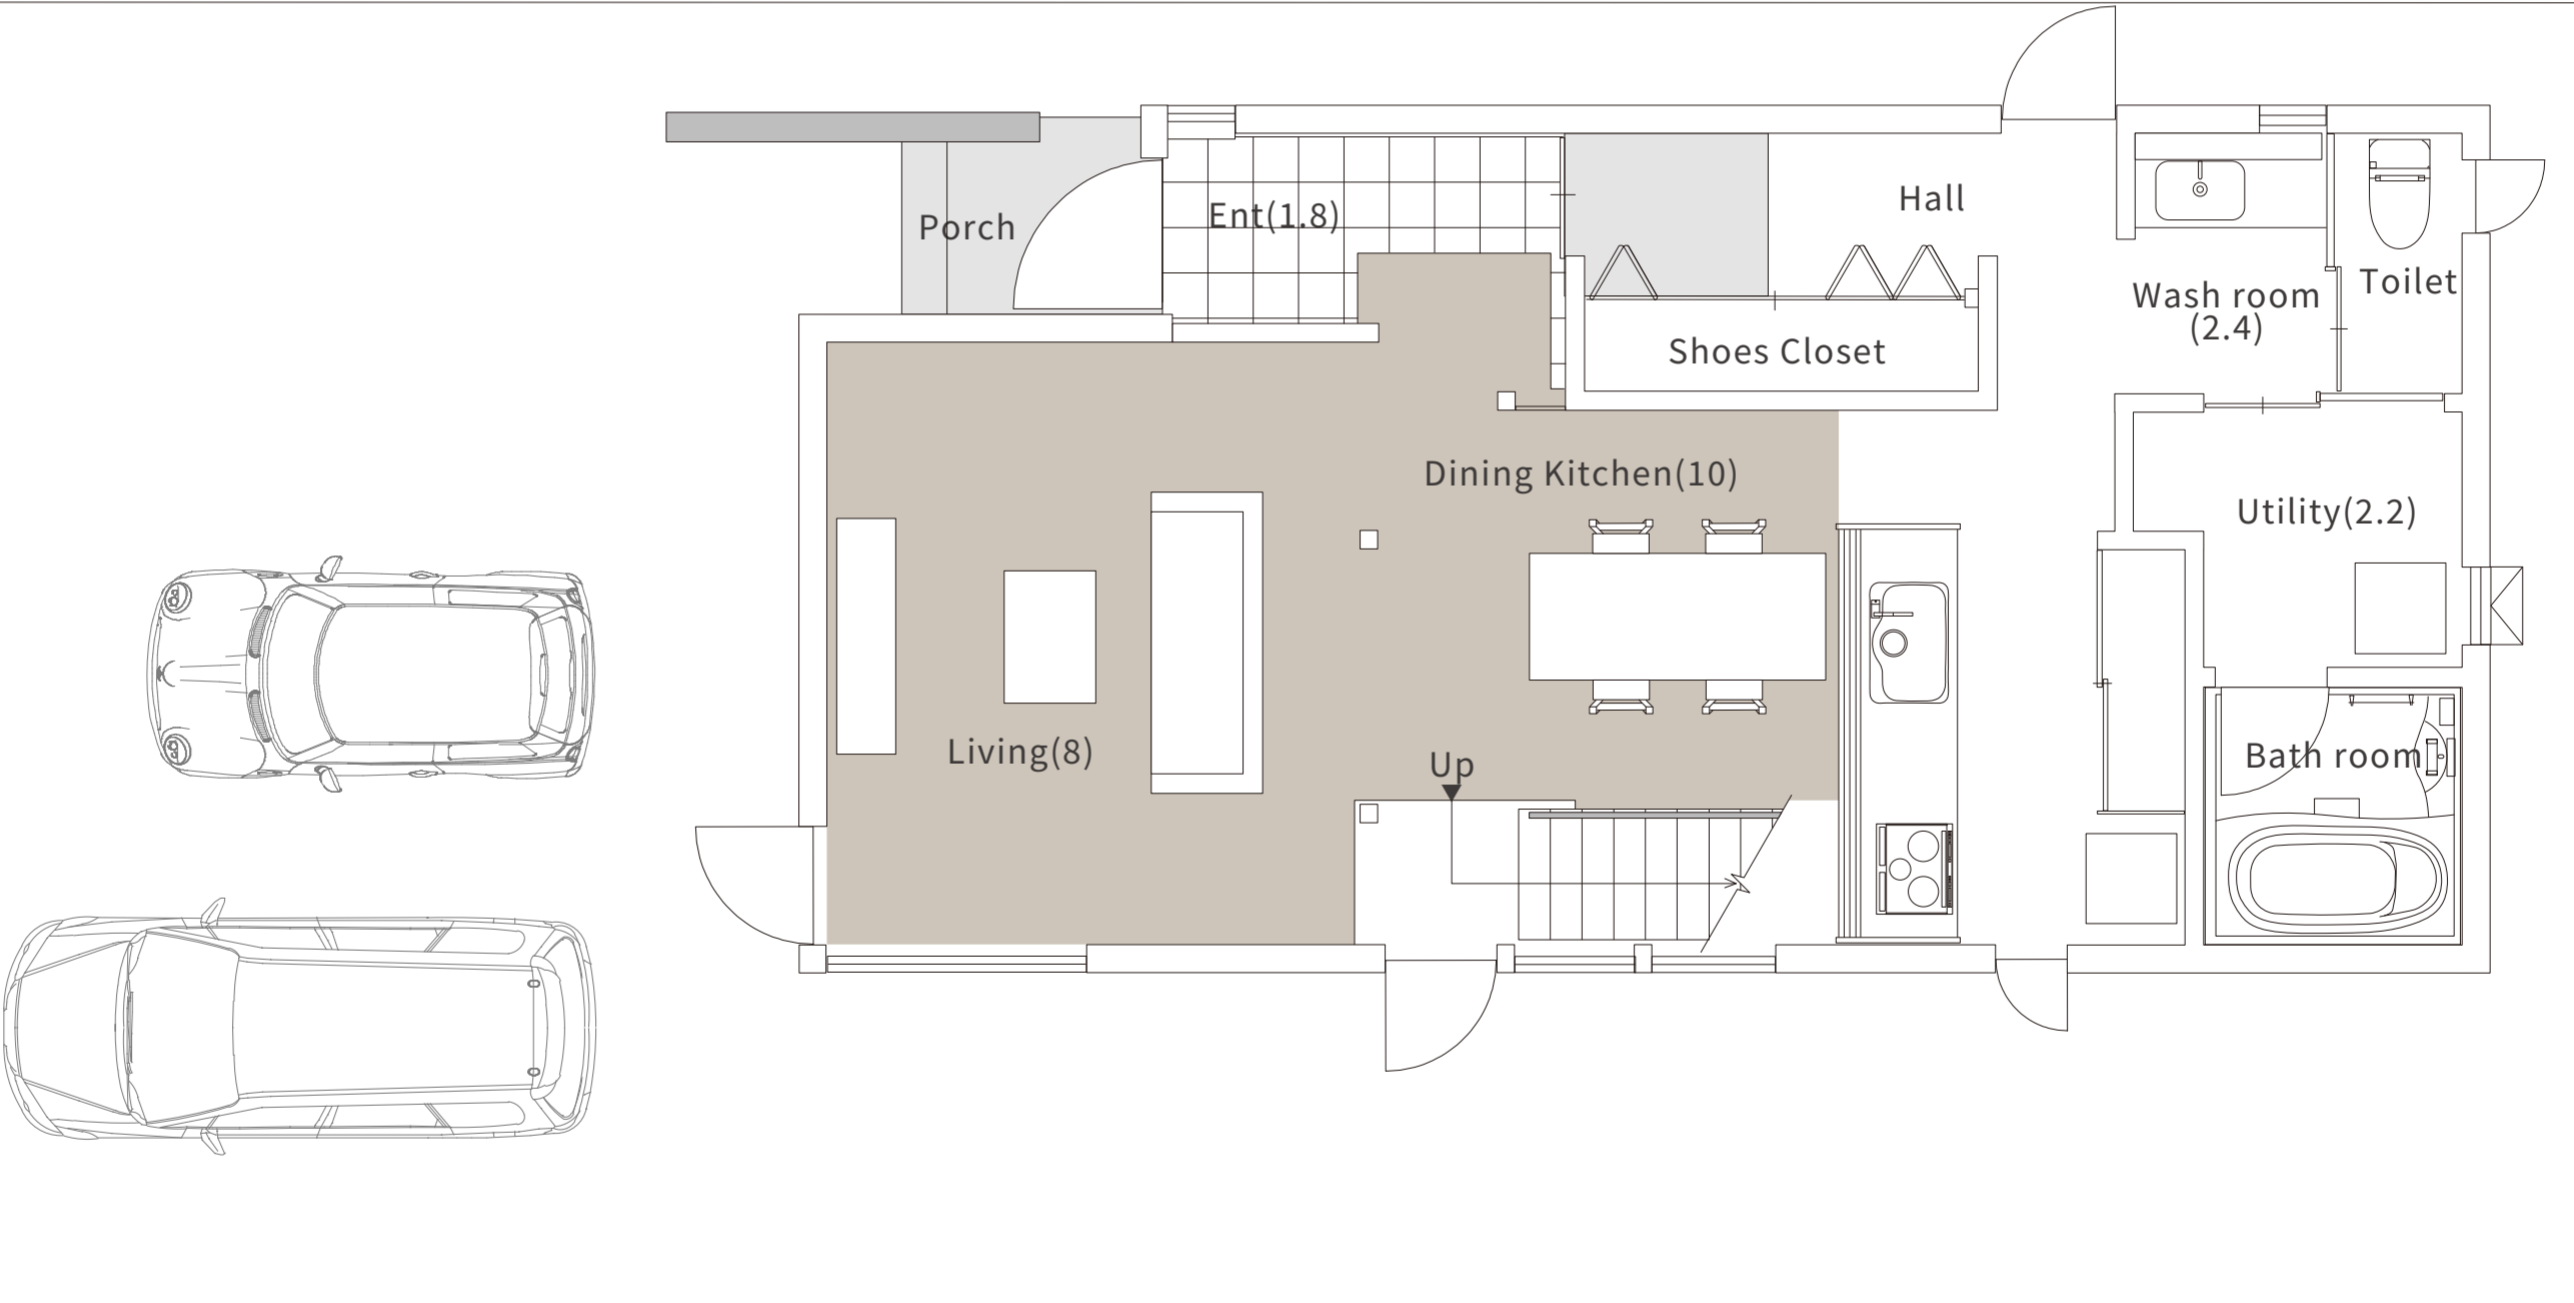 Porch
Ent(1.8)
Hall
Wash room
(2.4)
Toilet
Shoes Closet
Dining Kitchen(10)
Utility(2.2)
Living(8)
Up
Bath room